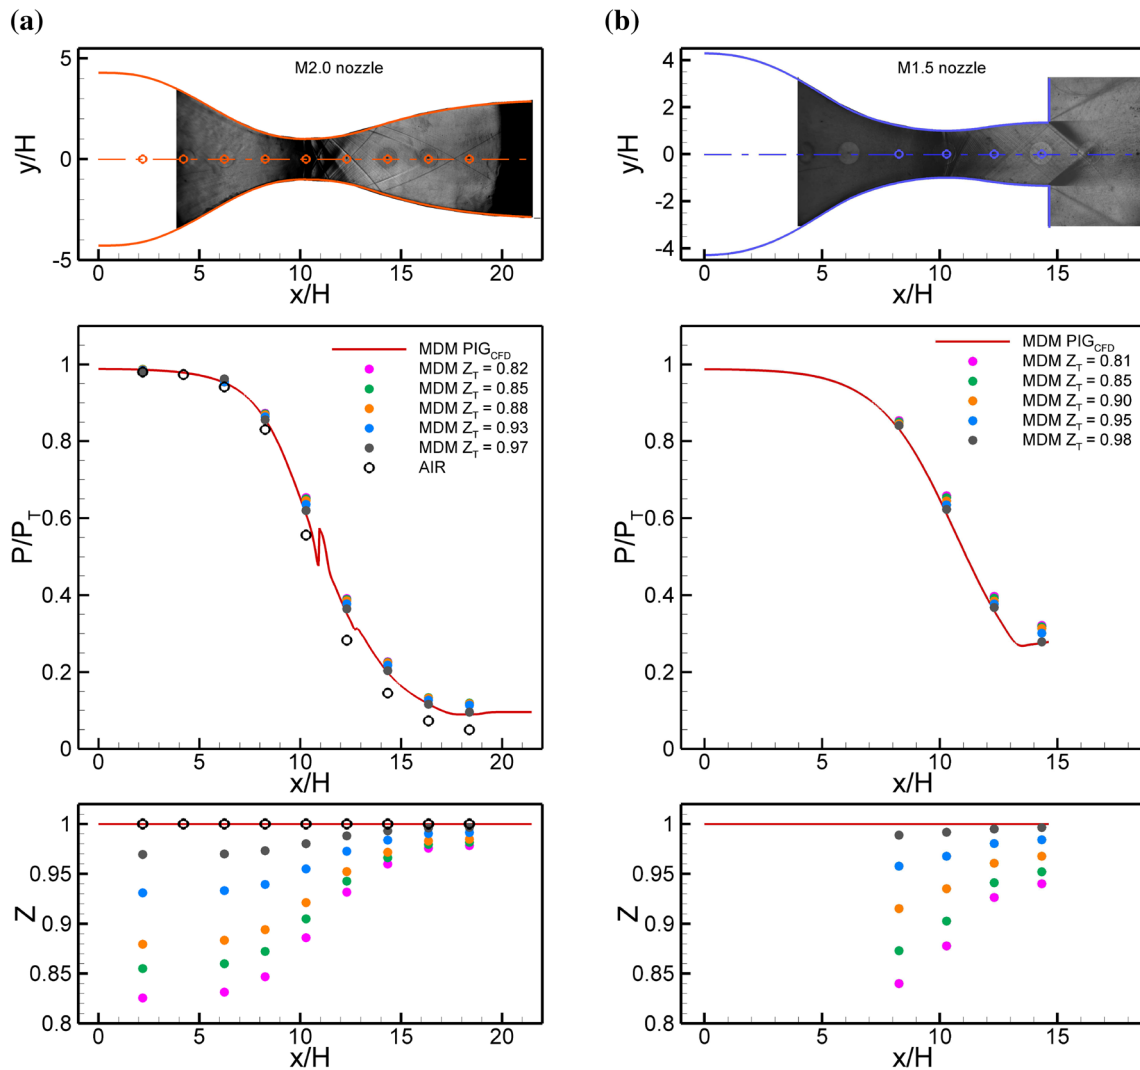 (a)
M2.0 nozzle
y/H
5
0
-5
0 5 10 15 20
x/H
MDM PIG_CFD
MDM Z_T = 0.82
MDM Z_T = 0.85
MDM Z_T = 0.88
MDM Z_T = 0.93
MDM Z_T = 0.97
AIR
P/P_T
1
0.8
0.6
0.4
0.2
0
0 5 10 15 20
x/H
Z
1
0.95
0.9
0.85
0.8
0 5 10 15 20
x/H
(b)
M1.5 nozzle
y/H
4
2
0
-2
-4
0 5 10 15
x/H
MDM PIG_CFD
MDM Z_T = 0.81
MDM Z_T = 0.85
MDM Z_T = 0.90
MDM Z_T = 0.95
MDM Z_T = 0.98
P/P_T
1
0.8
0.6
0.4
0.2
0
0 5 10 15
x/H
Z
1
0.95
0.9
0.85
0.8
0 5 10 15
x/H